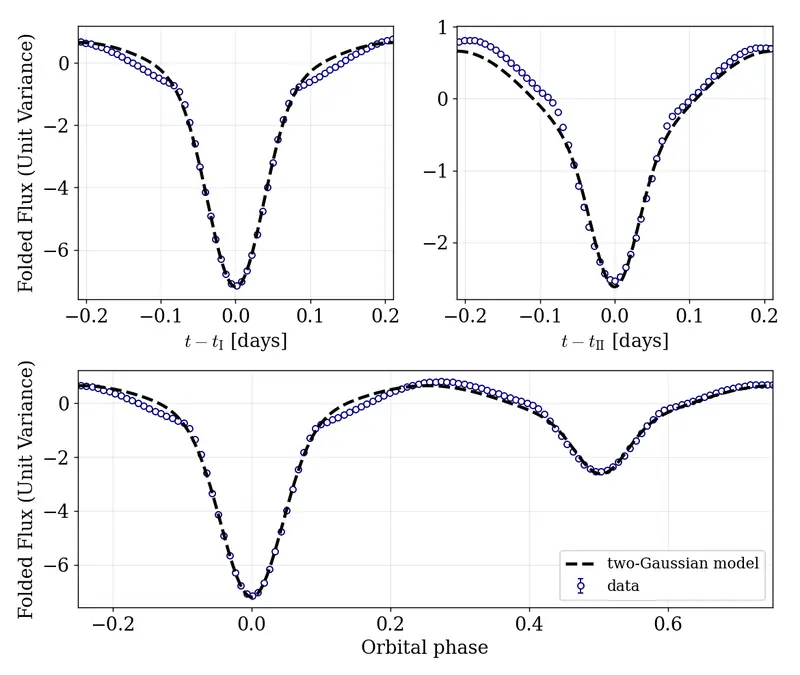 Folded Flux (Unit Variance)
0
−2
−4
−6
−0.2 −0.1 0.0 0.1 0.2
t − tI [days]
1
0
−1
−2
−0.2 −0.1 0.0 0.1 0.2
t − tII [days]
Folded Flux (Unit Variance)
0
−2
−4
−6
two-Gaussian model
data
−0.2 0.0 0.2 0.4 0.6
Orbital phase